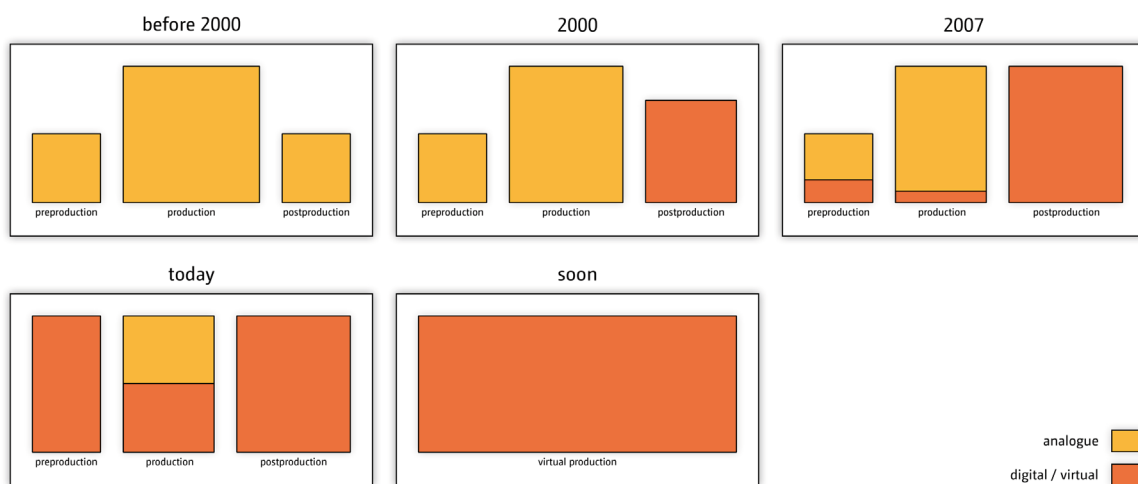 before 2000
2000
2007
preproduction
production
postproduction
preproduction
production
postproduction
preproduction
production
postproduction
today
soon
preproduction
production
postproduction
virtual production
analogue
digital / virtual